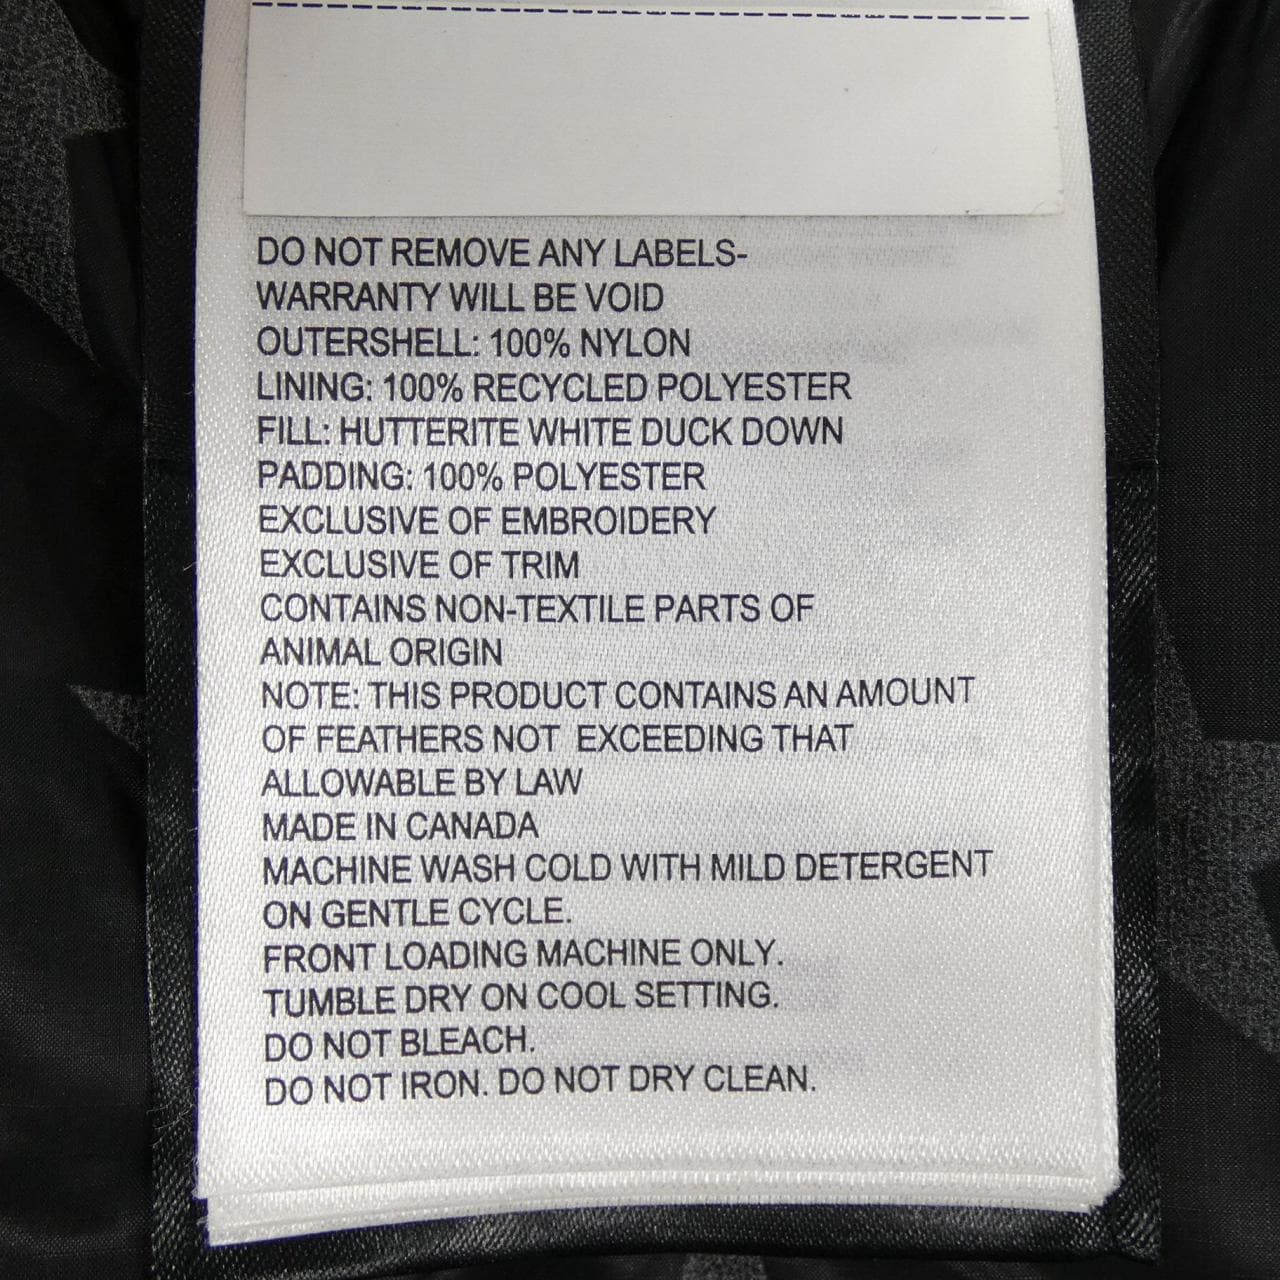 DO NOT REMOVE ANY LABELS-
WARRANTY WILL BE VOID
OUTERSHELL: 100% NYLON
LINING: 100% RECYCLED POLYESTER
FILL: HUTTERITE WHITE DUCK DOWN
PADDING: 100% POLYESTER
EXCLUSIVE OF EMBROIDERY
EXCLUSIVE OF TRIM
CONTAINS NON-TEXTILE PARTS OF
ANIMAL ORIGIN
NOTE: THIS PRODUCT CONTAINS AN AMOUNT
OF FEATHERS NOT EXCEEDING THAT
ALLOWABLE BY LAW
MADE IN CANADA
MACHINE WASH COLD WITH MILD DETERGENT
ON GENTLE CYCLE.
FRONT LOADING MACHINE ONLY.
TUMBLE DRY ON COOL SETTING.
DO NOT BLEACH.
DO NOT IRON. DO NOT DRY CLEAN.